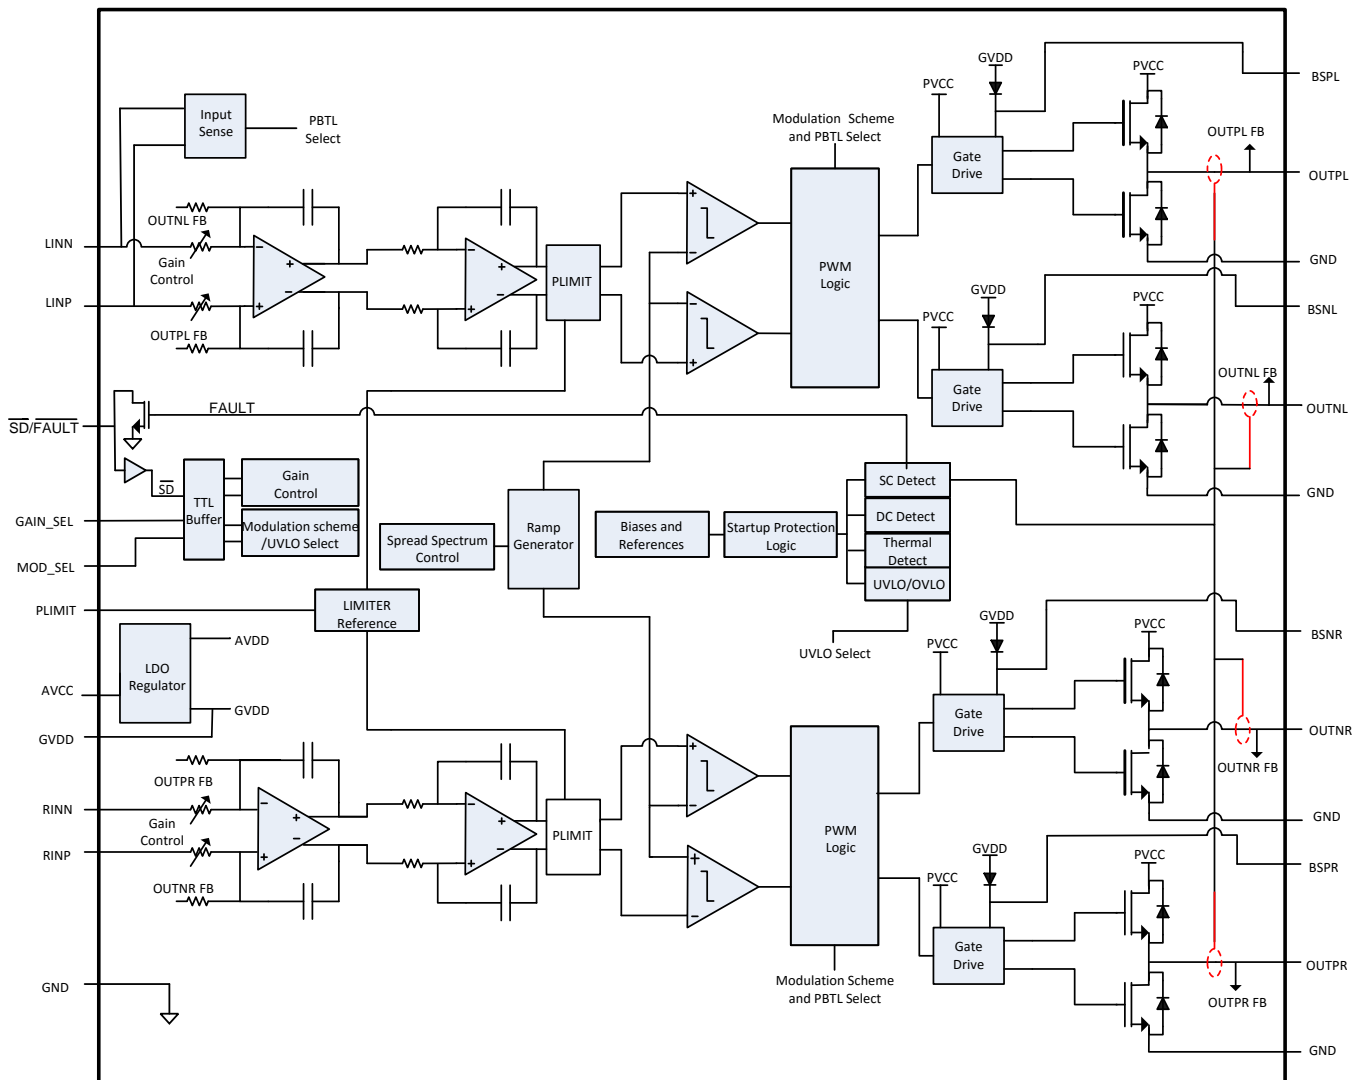 GVDD
PVCC
PVCC
BSPL
Input
Sense
PBTL
Select
Modulation Scheme
and PBTL Select
OUTPL FB
Gate
Drive
OUTPL
OUTNL FB
LINN
Gain
Control
PLIMIT
PWM
Logic
GND
LINP
OUTPL FB
GVDD
PVCC
PVCC
BSNL
OUTNL FB
Gate
Drive
OUTNL
SD/FAULT
FAULT
SD
TTL
Buffer
Gain
Control
Modulation scheme
/UVLO Select
GAIN_SEL
MOD_SEL
Spread Spectrum
Control
Ramp
Generator
Biases and
References
Startup Protection
Logic
SC Detect
DC Detect
Thermal
Detect
UVLO/OVLO
UVLO Select
GND
PLIMIT
LIMITER
Reference
LDO
Regulator
AVDD
AVCC
GVDD
GVDD
GVDD
PVCC
PVCC
BSNR
Gate
Drive
OUTNR
OUTNR FB
OUTPR FB
RINN
Gain
Control
RINP
OUTNR FB
PLIMIT
PWM
Logic
GND
GVDD
PVCC
PVCC
BSPR
Gate
Drive
OUTPR
OUTPR FB
Modulation Scheme
and PBTL Select
GND
GND